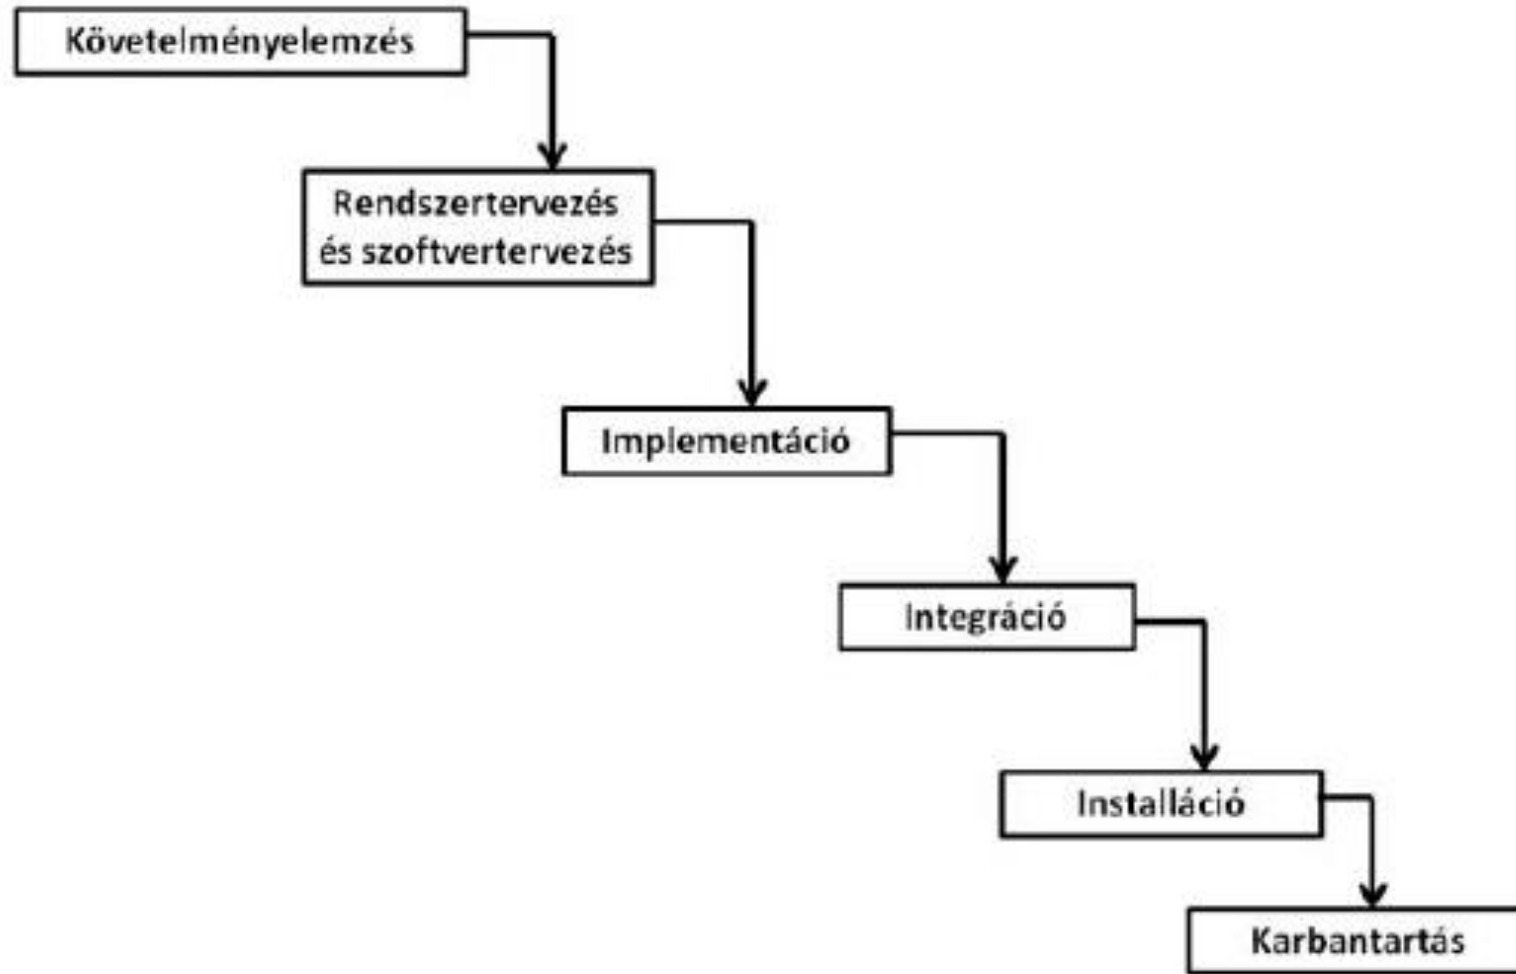 Követelményelemzés
Rendszertervezés
és szoftvertervezés
Implementáció
Integráció
Installáció
Karbantartás